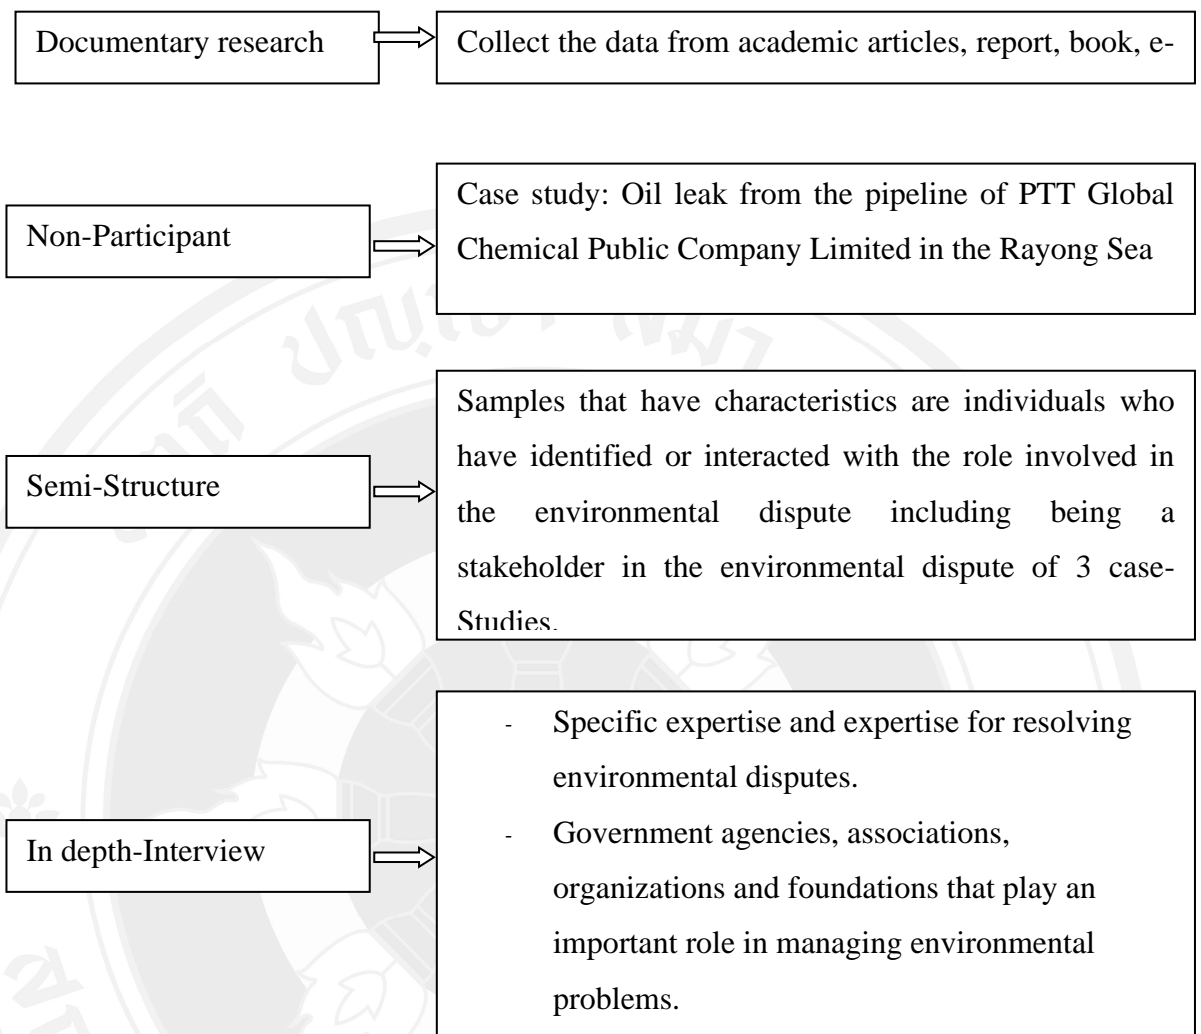 Documentary research
Collect the data from academic articles, report, book, e-
Non-Participant
Case study: Oil leak from the pipeline of PTT Global
Chemical Public Company Limited in the Rayong Sea
Semi-Structure
Samples that have characteristics are individuals who
have identified or interacted with the role involved in
the environmental dispute including being a
stakeholder in the environmental dispute of 3 case-
Studies.
In depth-Interview
- Specific expertise and expertise for resolving
environmental disputes.
- Government agencies, associations,
organizations and foundations that play an
important role in managing environmental
problems.